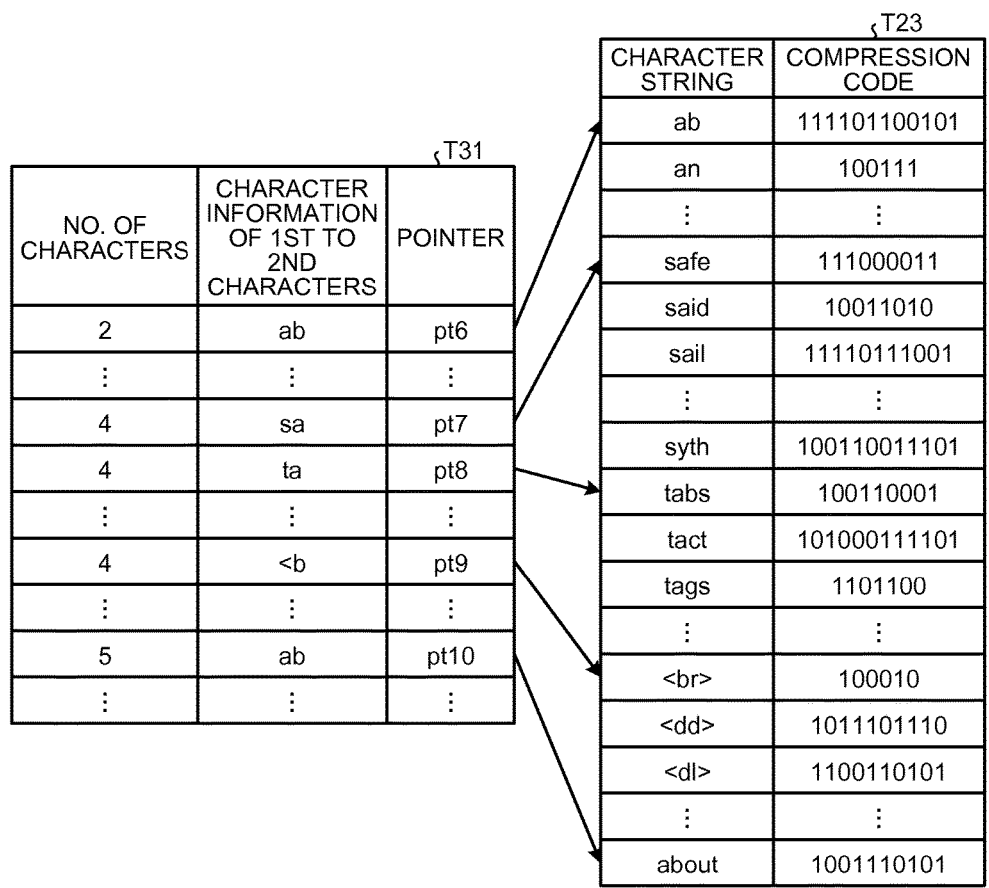 T31
NO. OF CHARACTERS | CHARACTER INFORMATION OF 1ST TO 2ND CHARACTERS | POINTER
2 | ab | pt6
⋮ | ⋮ | ⋮
4 | sa | pt7
4 | ta | pt8
⋮ | ⋮ | ⋮
4 | <b | pt9
⋮ | ⋮ | ⋮
5 | ab | pt10
⋮ | ⋮ | ⋮
T23
CHARACTER STRING | COMPRESSION CODE
ab | 111101100101
an | 100111
⋮ | ⋮
safe | 111000011
said | 10011010
sail | 11110111001
⋮ | ⋮
syth | 100110011101
tabs | 100110001
tact | 101000111101
tags | 1101100
⋮ | ⋮
<br> | 100010
<dd> | 1011101110
<dl> | 1100110101
⋮ | ⋮
about | 1001110101